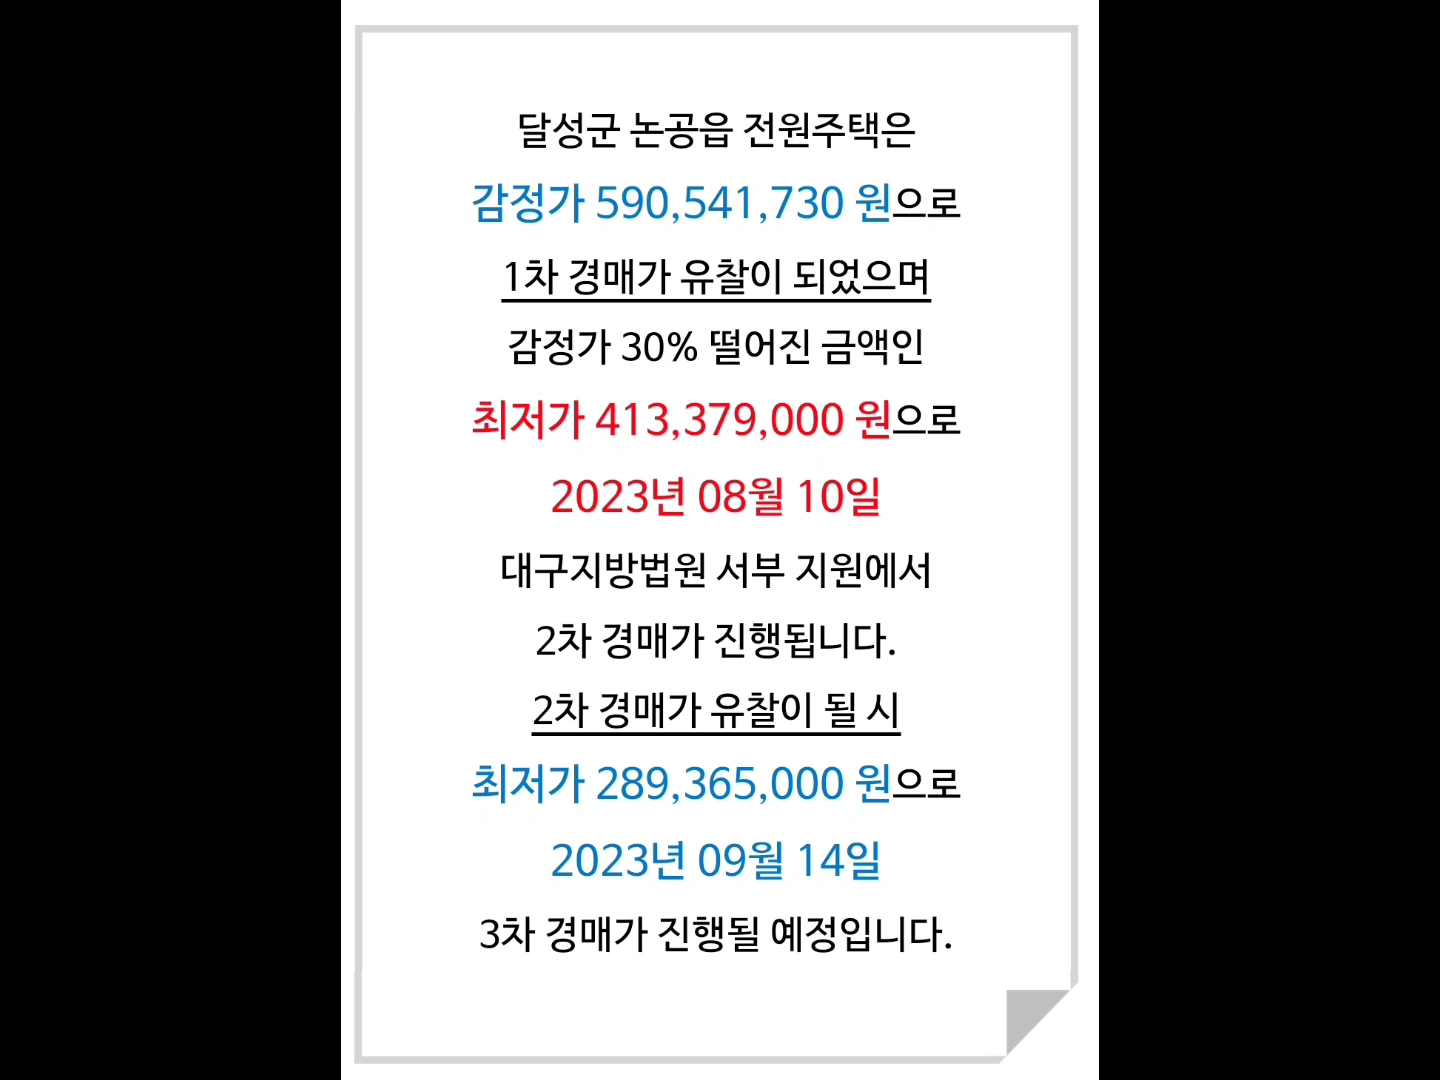 달성군 논공읍 전원주택은
감정가 590,541,730 원으로
1차 경매가 유찰이 되었으며
감정가 30% 떨어진 금액인
최저가 413,379,000 원으로
2023년 08월 10일
대구지방법원 서부 지원에서
2차 경매가 진행됩니다.
2차 경매가 유찰이 될 시
최저가 289,365,000 원으로
2023년 09월 14일
3차 경매가 진행될 예정입니다.